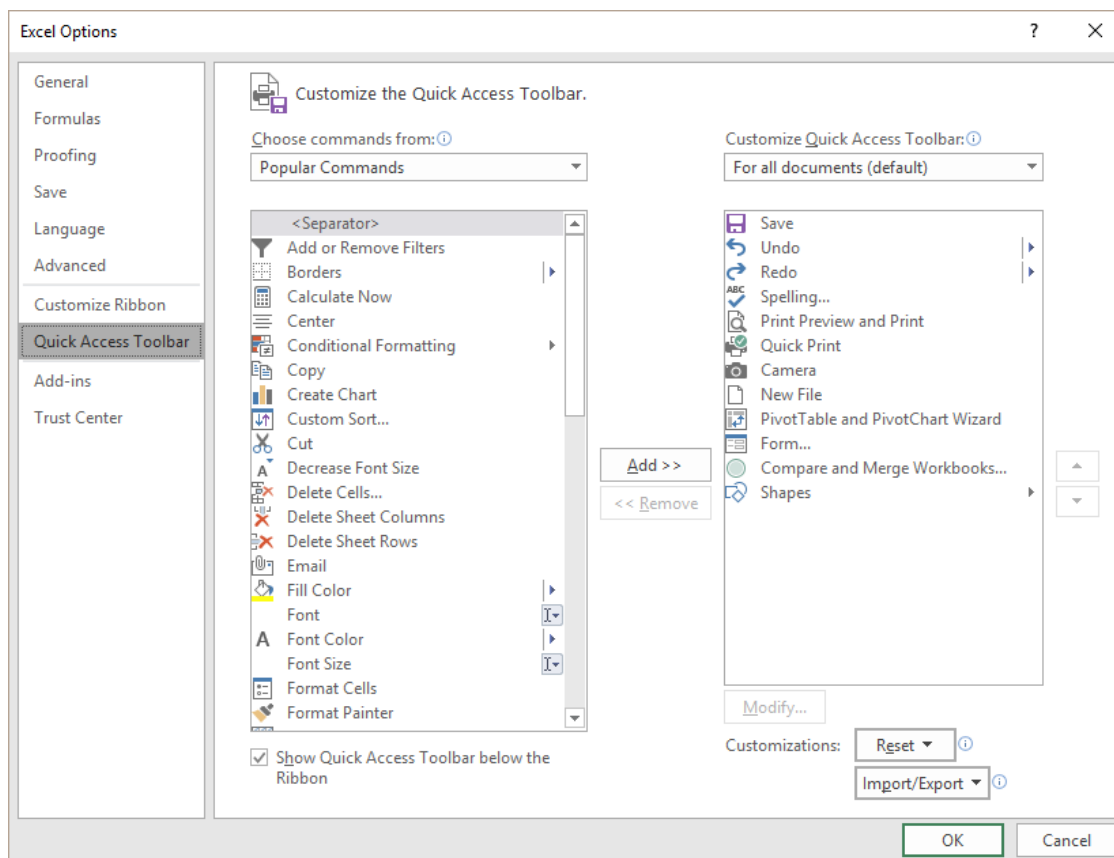 Excel Options
?
General
Formulas
Proofing
Save
Language
Advanced
Customize Ribbon
Quick Access Toolbar
Add-ins
Trust Center
Customize the Quick Access Toolbar.
Choose commands from:
Popular Commands
<Separator>
Add or Remove Filters
Borders
Calculate Now
Center
Conditional Formatting
Copy
Create Chart
Custom Sort...
Cut
Decrease Font Size
Delete Cells...
Delete Sheet Columns
Delete Sheet Rows
Email
Fill Color
Font
Font Color
Font Size
Format Cells
Format Painter
Show Quick Access Toolbar below the
Ribbon
Add >>
<< Remove
Customize Quick Access Toolbar:
For all documents (default)
Save
Undo
Redo
ABC
Spelling...
Print Preview and Print
Quick Print
Camera
New File
PivotTable and PivotChart Wizard
Form...
Compare and Merge Workbooks...
Shapes
Modify...
Customizations:
Reset
Import/Export
OK
Cancel